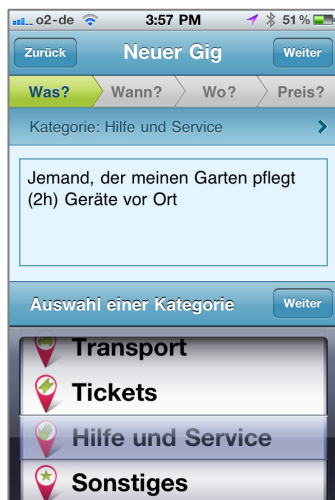 o2-de 3:57 PM 51 %
Zurück Neuer Gig Weiter
Was? Wann? Wo? Preis?
Kategorie: Hilfe und Service
Jemand, der meinen Garten pflegt
(2h) Geräte vor Ort
Auswahl einer Kategorie Weiter
Transport
Tickets
Hilfe und Service
Sonstiges